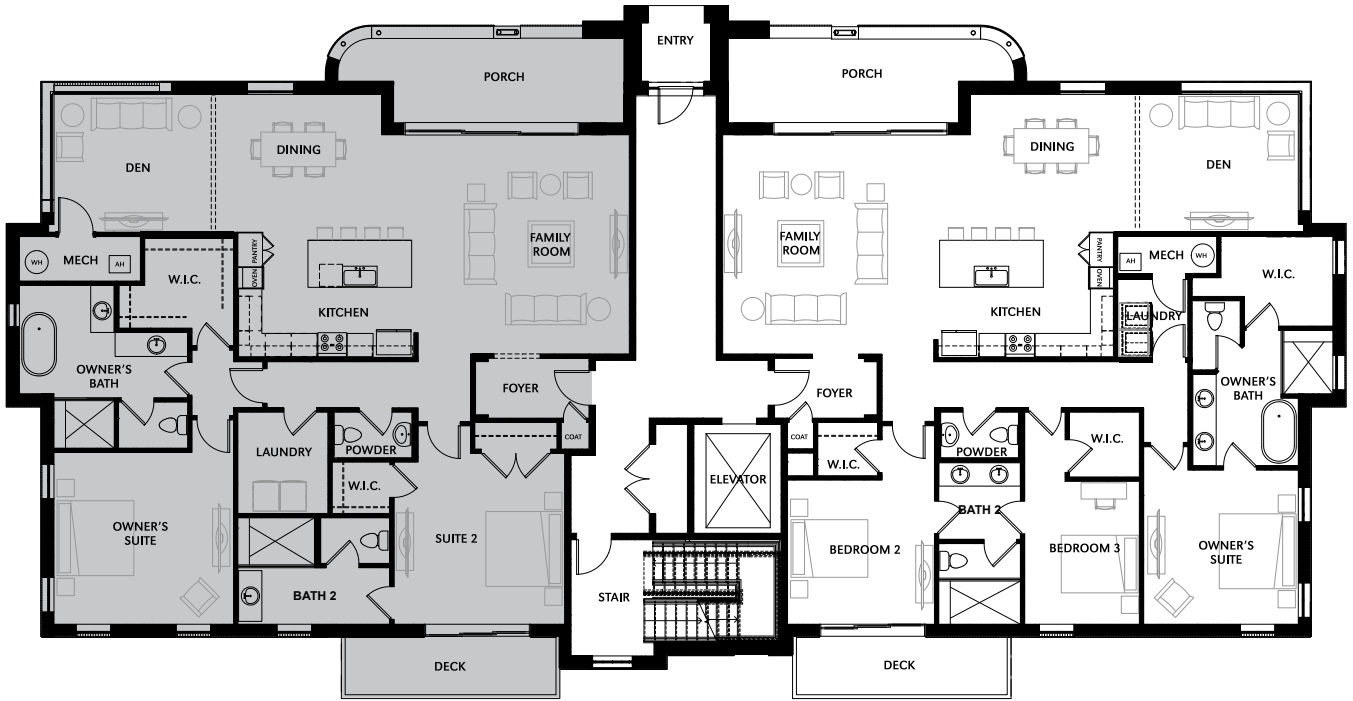 ENTRY
PORCH
PORCH
DINING
DINING
DEN
DEN
FAMILY
ROOM
FAMILY
ROOM
PANTRY
PANTRY
MECH
WH
AH
MECH
AH
WH
W.I.C.
W.I.C.
OVEN
OVEN
KITCHEN
KITCHEN
LAUNDRY
OWNER'S
BATH
OWNER'S
BATH
FOYER
FOYER
COAT
COAT
LAUNDRY
POWDER
POWDER
W.I.C.
W.I.C.
W.I.C.
ELEVATOR
OWNER'S
SUITE
SUITE 2
BATH 2
BEDROOM 2
BEDROOM 3
OWNER'S
SUITE
BATH 2
STAIR
DECK
DECK